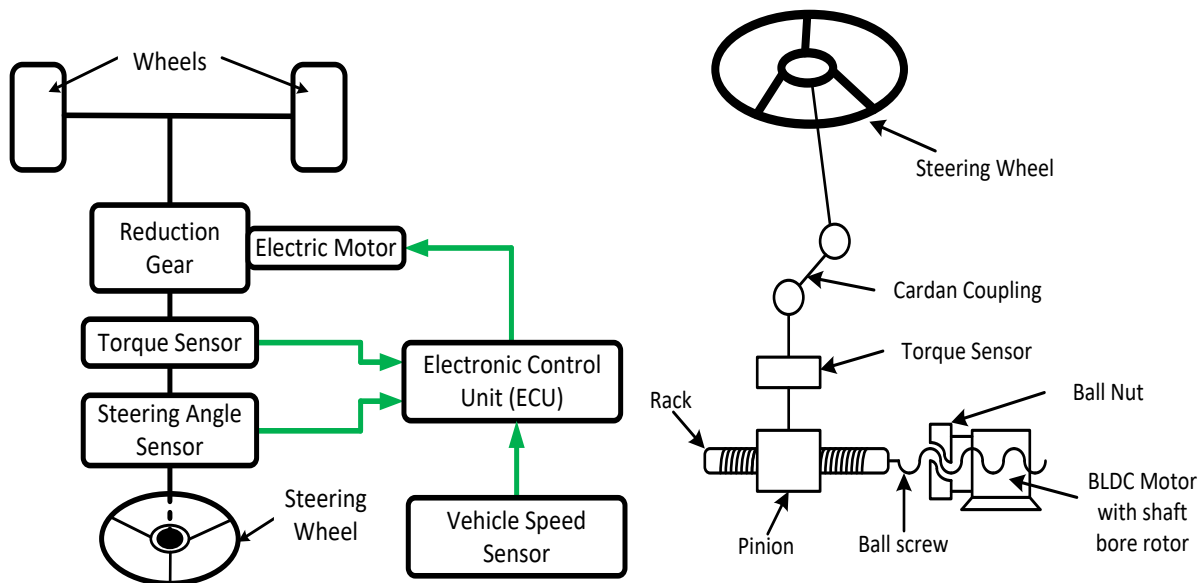 Wheels
Reduction
Gear
Electric Motor
Torque Sensor
Electronic Control
Unit (ECU)
Steering Angle
Sensor
Steering
Wheel
Vehicle Speed
Sensor
Steering Wheel
Cardan Coupling
Torque Sensor
Ball Nut
Rack
BLDC Motor
with shaft
bore rotor
Pinion
Ball screw